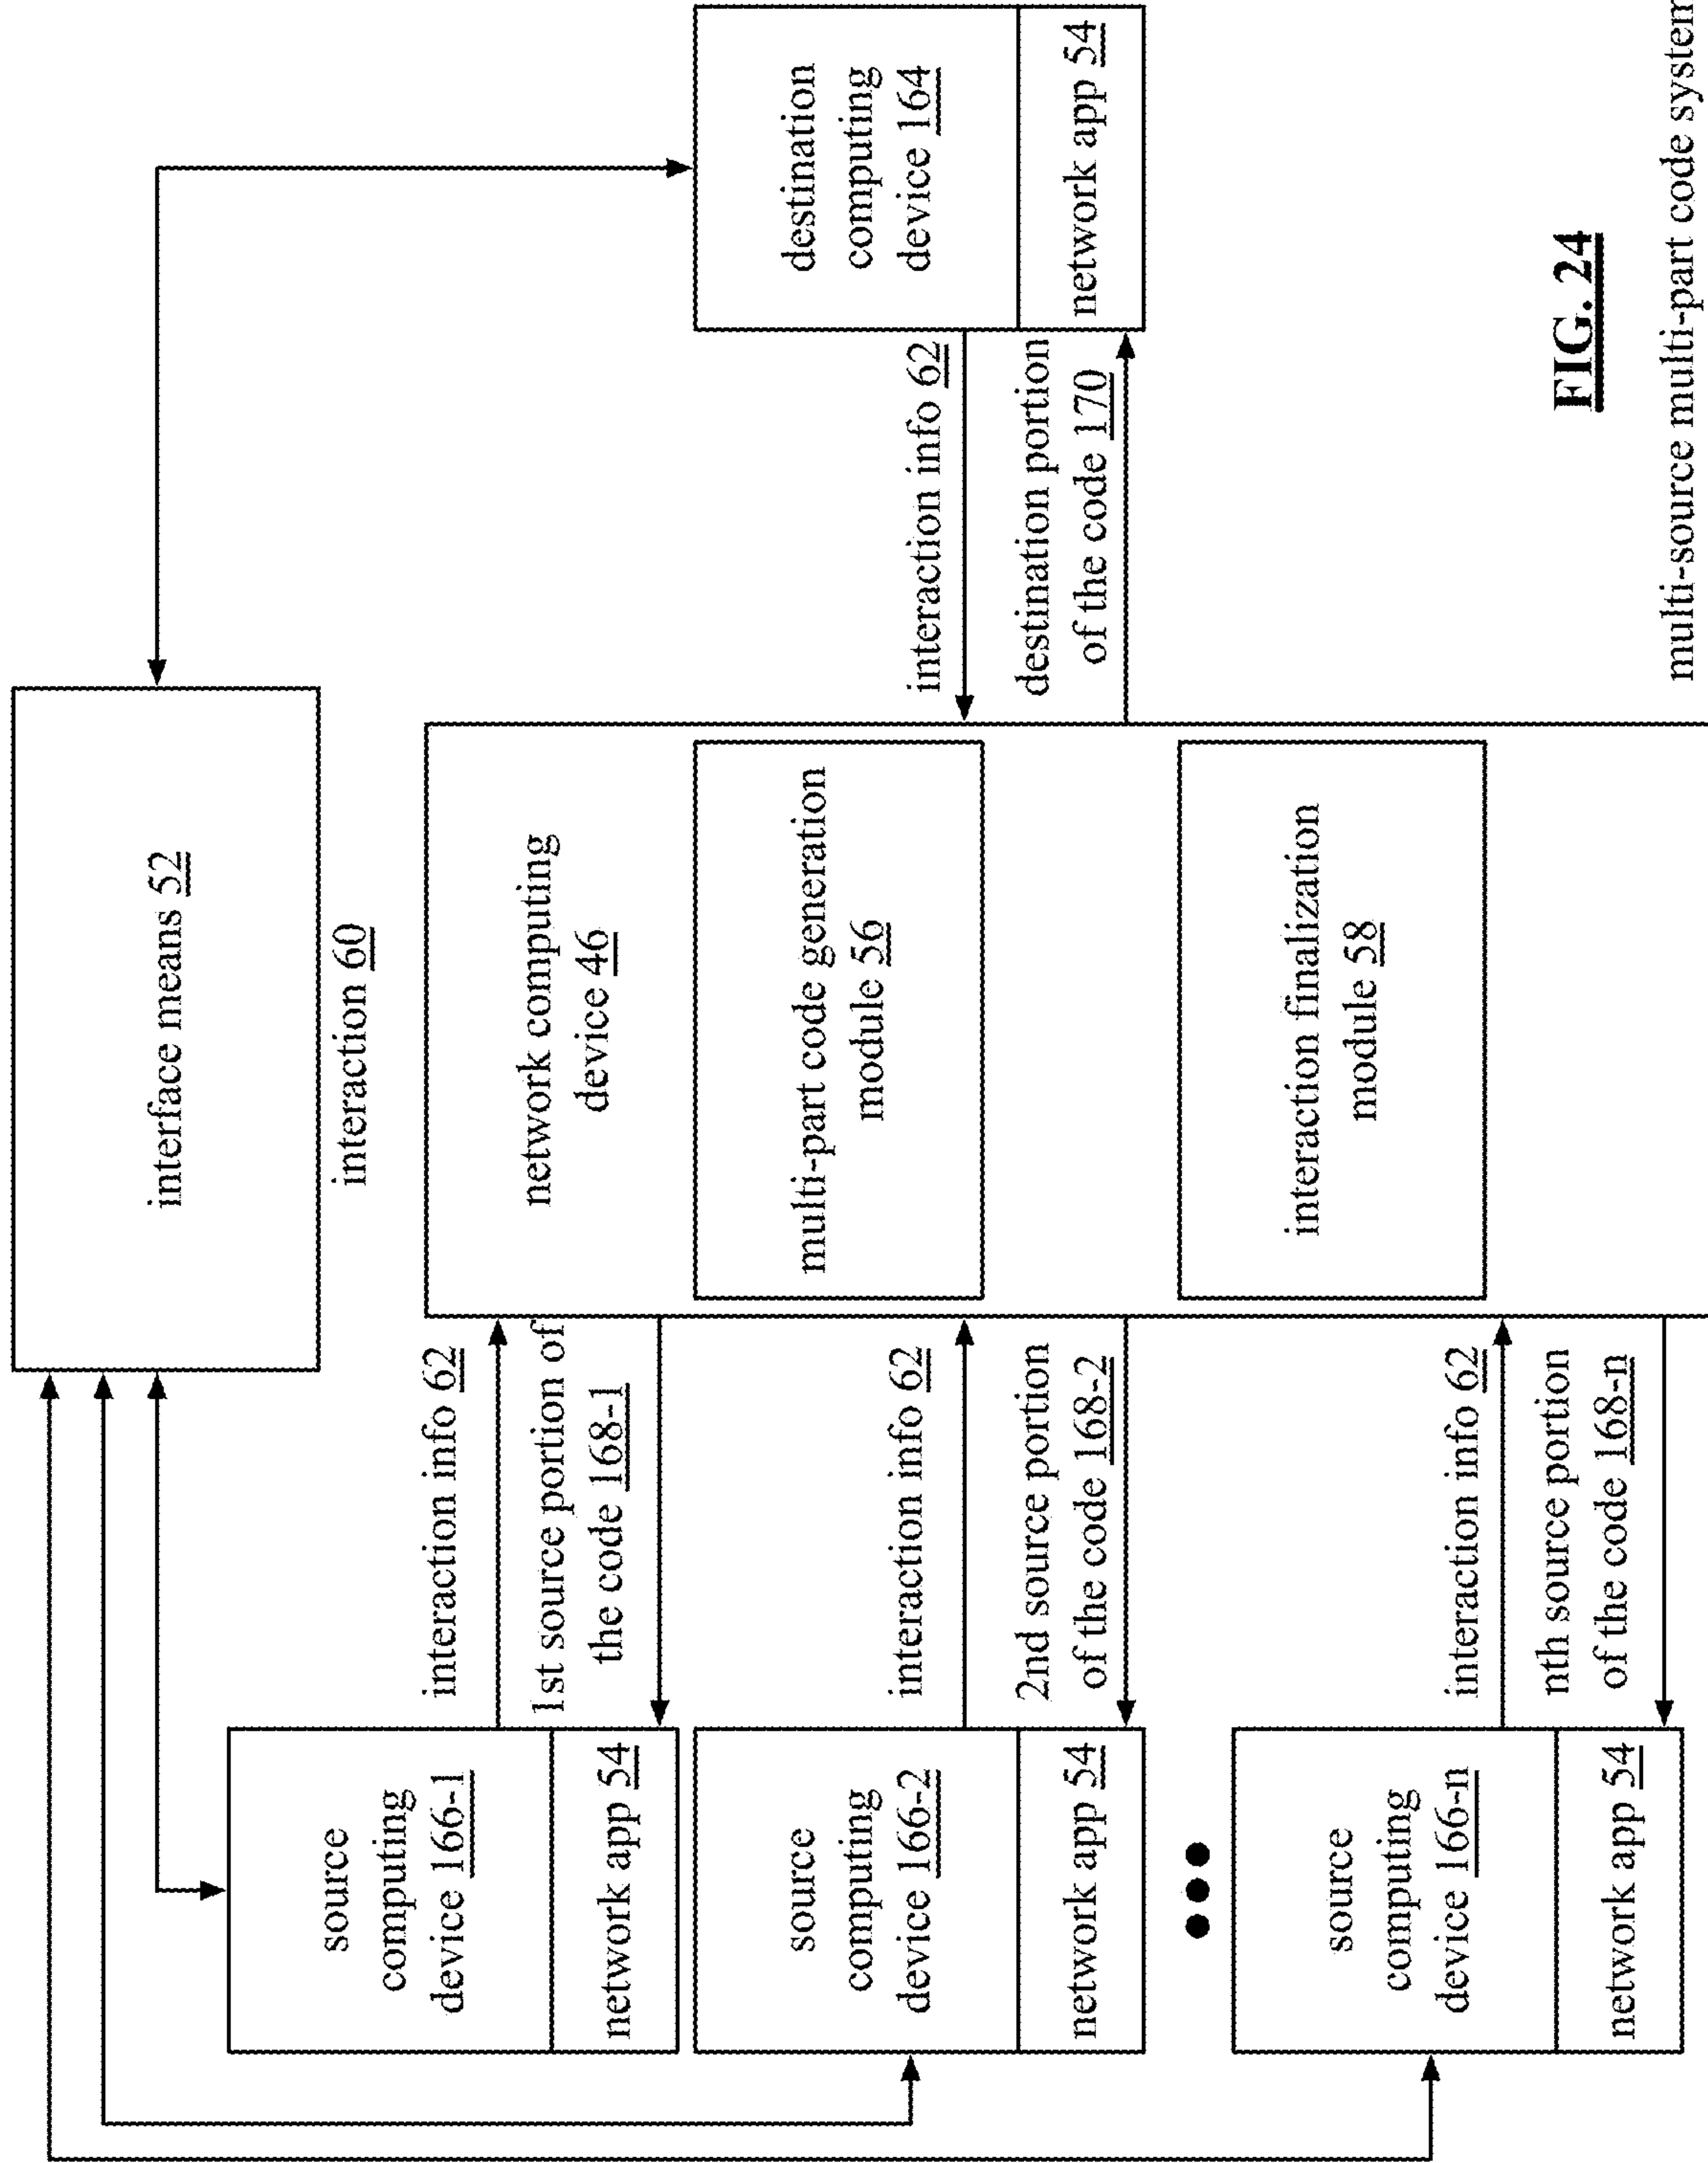 interface means 52
interaction 60
source
computing
device 166-1
network app 54
interaction info 62
1st source portion of
the code 168-1
network computing
device 46
multi-part code generation
module 56
interaction finalization
module 58
source
computing
device 166-2
network app 54
interaction info 62
2nd source portion
of the code 168-2
source
computing
device 166-n
network app 54
interaction info 62
nth source portion
of the code 168-n
interaction info 62
destination portion
of the code 170
destination
computing
device 164
network app 54
FIG. 24
multi-source multi-part code system